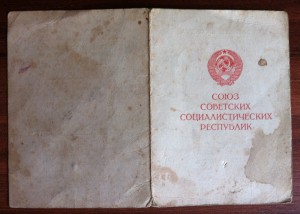 СОЮЗ
СОВЕТСКИХ
СОЦИАЛИСТИЧЕСКИХ
РЕСПУБЛИК